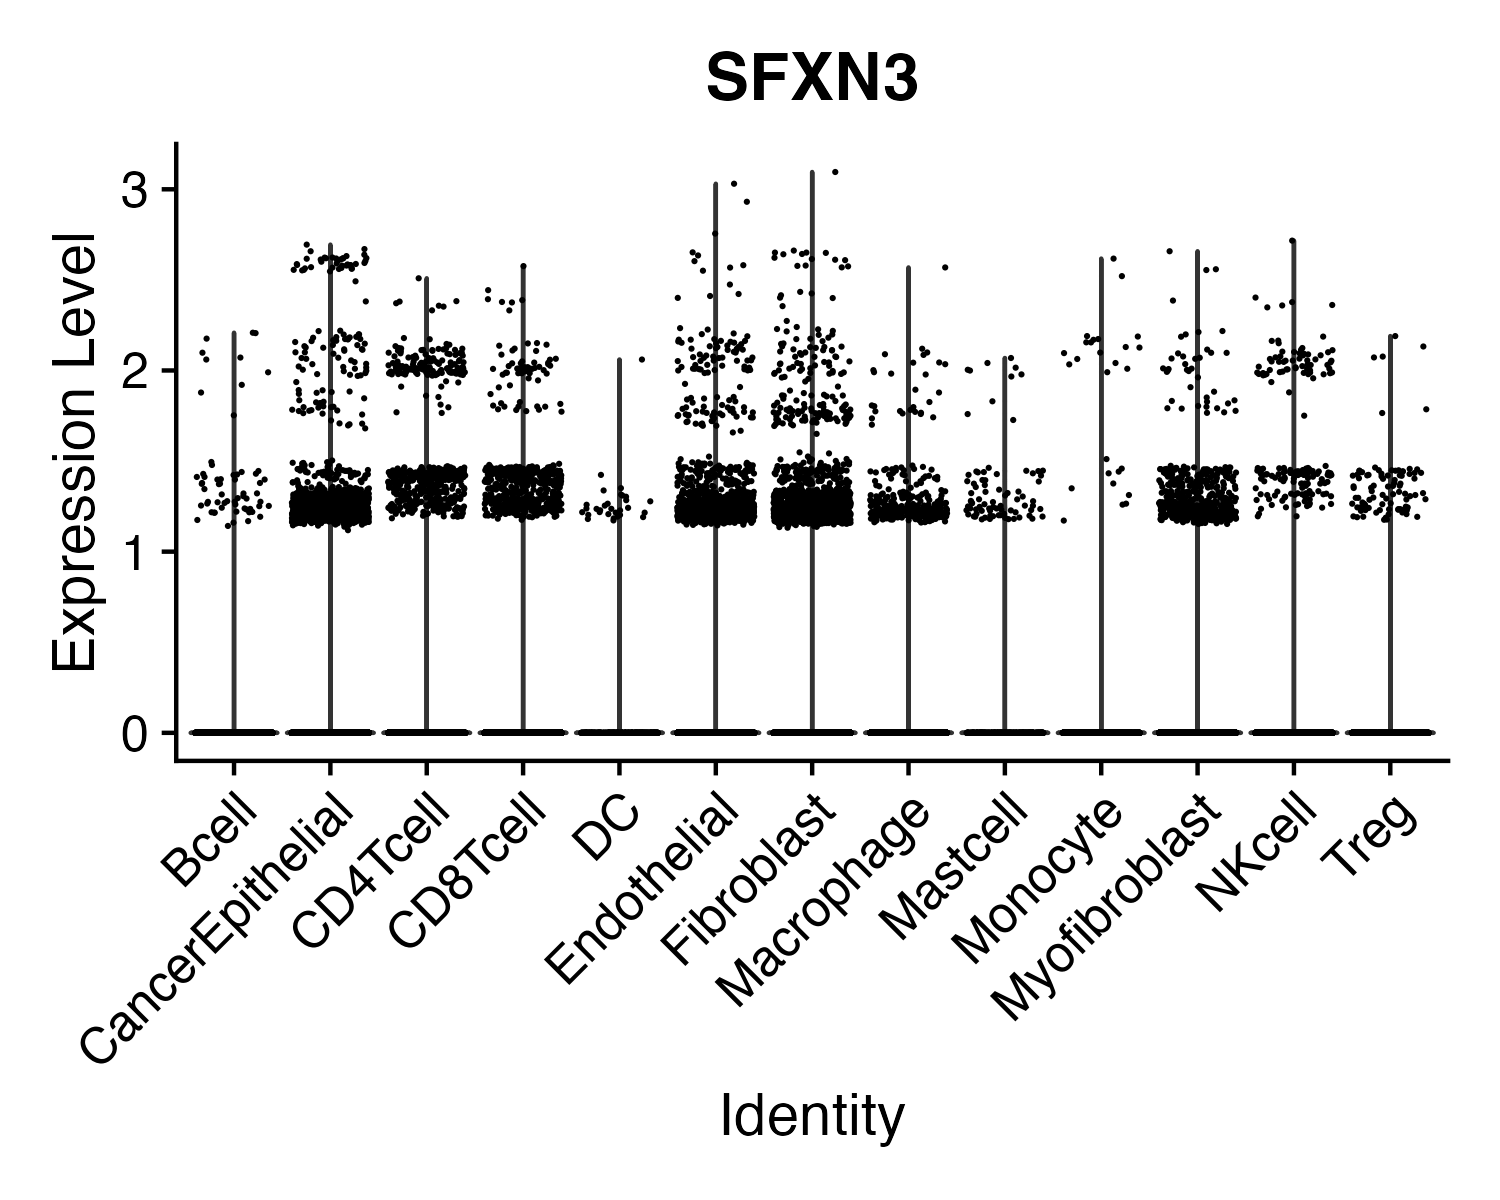 SFXN3
Expression Level
3
2
1
0
Bcell
CancerEpithelial
CD4Tcell
CD8Tcell
DC
Endothelial
Fibroblast
Macrophage
Mastcell
Monocyte
Myofibroblast
NKcell
Treg
Identity